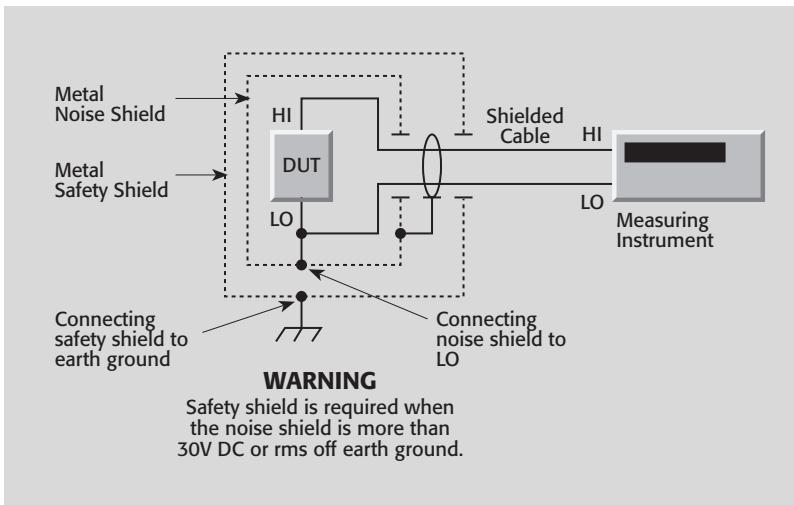 Metal
Noise Shield
HI
Shielded
Cable
HI
DUT
Metal
Safety Shield
LO
LO
Measuring
Instrument
Connecting
safety shield to
earth ground
Connecting
noise shield to
LO
WARNING
Safety shield is required when
the noise shield is more than
30V DC or rms off earth ground.